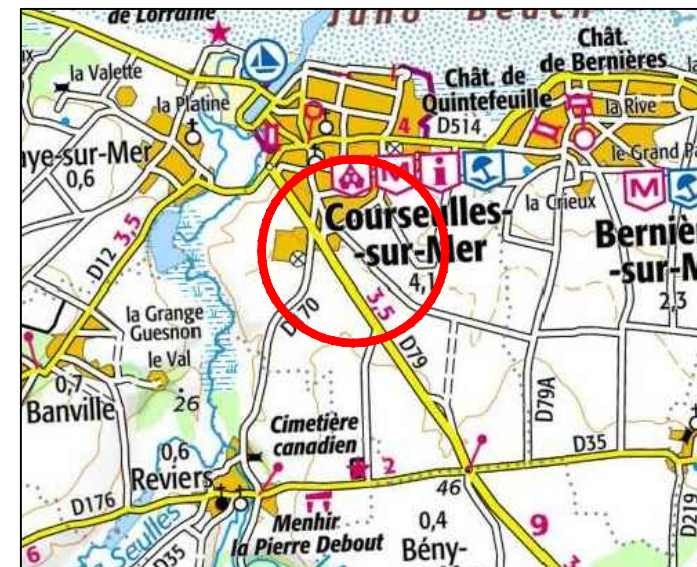 de Lorraine
Juno Beach
Chât.
de Bernières
la Valette
Chât. de
Quintefeuille
la Platine
la Rive
4
D514
aye-sur-Mer
0,6
le Grand Pa
M
i
M
la Crieux
Courseulles-
-sur-Mer
Berniè
-sur-M
D12
3,5
4,1
2,3
la Grange
Guesnon
D170
3,5
le Val
D79
0,7
Banville
26
D79A
Cimetière
canadien
0,6
Reviers
2
D35
D176
46
Menhir
la Pierre Debout
0,4
Bény-
9
D219
6
Seulles
D35